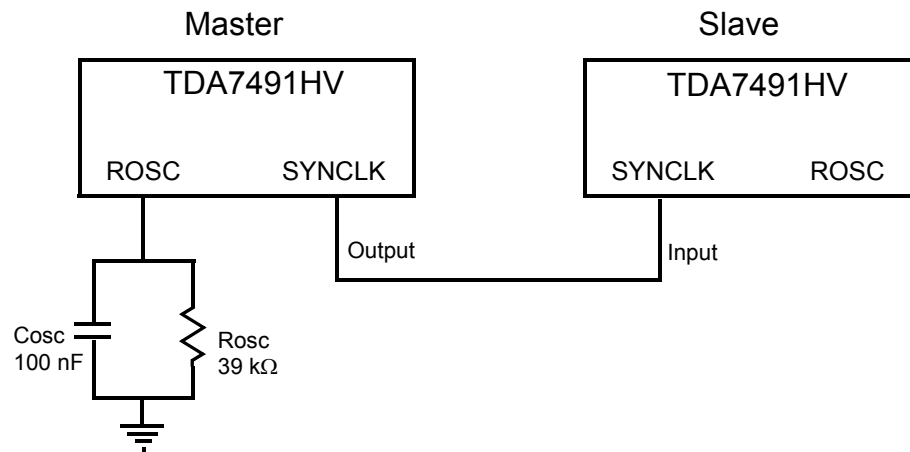 Master
Slave
TDA7491HV
TDA7491HV
ROSC
SYNCLK
SYNCLK
ROSC
Output
Input
Cosc
100 nF
Rosc
39 kΩ